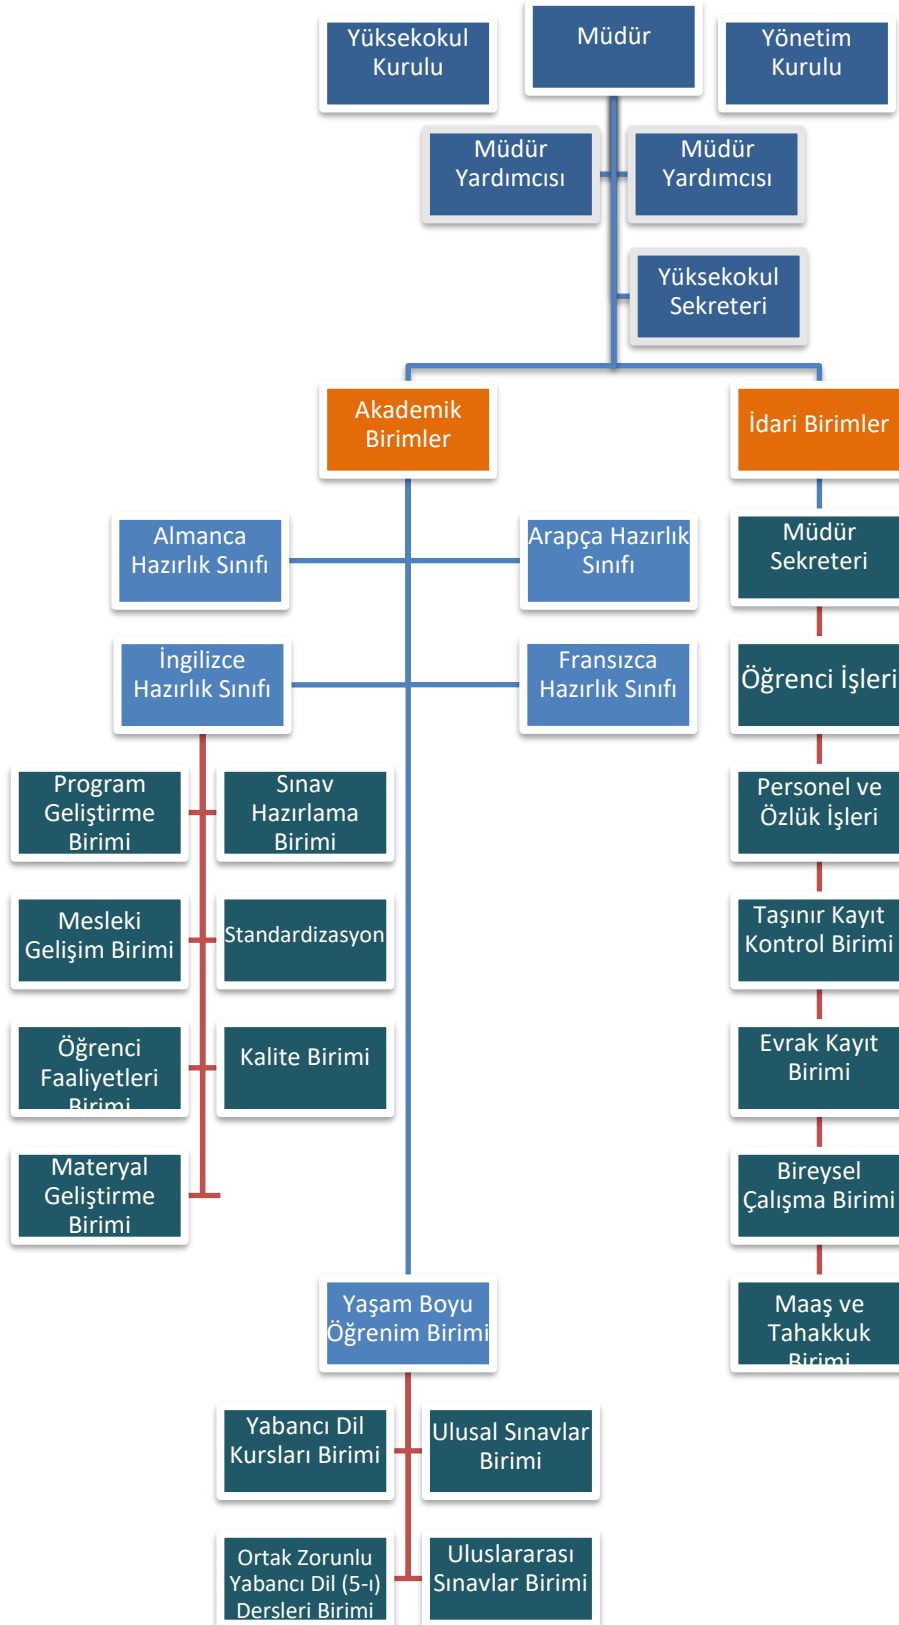 Yüksekokul
Kurulu
Müdür
Yönetim
Kurulu
Müdür
Yardımcısı
Müdür
Yardımcısı
Yüksekokul
Sekreteri
Akademik
Birimler
İdari Birimler
Almanca
Hazırlık Sınıfı
Arapça Hazırlık
Sınıfı
Müdür
Sekreteri
İngilizce
Hazırlık Sınıfı
Fransızca
Hazırlık Sınıfı
Öğrenci İşleri
Program
Geliştirme
Birimi
Sınav
Hazırlama
Birimi
Personel ve
Özlük İşleri
Mesleki
Gelişim Birimi
Standardizasyon
Taşınır Kayıt
Kontrol Birimi
Öğrenci
Faaliyetleri
Birimi
Kalite Birimi
Evrak Kayıt
Birimi
Materyal
Geliştirme
Birimi
Bireysel
Çalışma Birimi
Yaşam Boyu
Öğrenim Birimi
Maaş ve
Tahakkuk
Birimi
Yabancı Dil
Kursları Birimi
Ulusal Sınavlar
Birimi
Ortak Zorunlu
Yabancı Dil (5-ı)
Dersleri Birimi
Uluslararası
Sınavlar Birimi